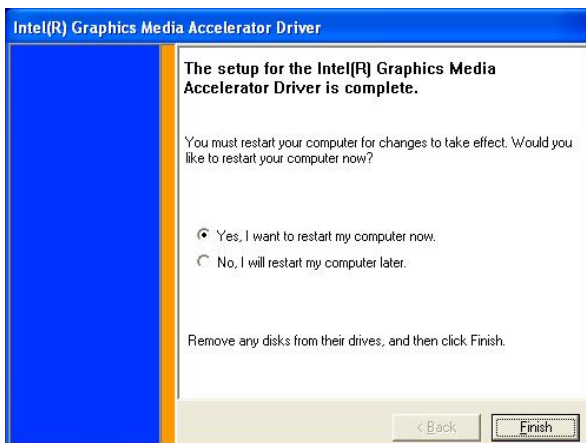 Intel(R) Graphics Media Accelerator Driver
The setup for the Intel(R) Graphics Media
Accelerator Driver is complete.
You must restart your computer for changes to take effect. Would you
like to restart your computer now?
Yes, I want to restart my computer now.
No, I will restart my computer later.
Remove any disks from their drives, and then click Finish.
< Back
Finish